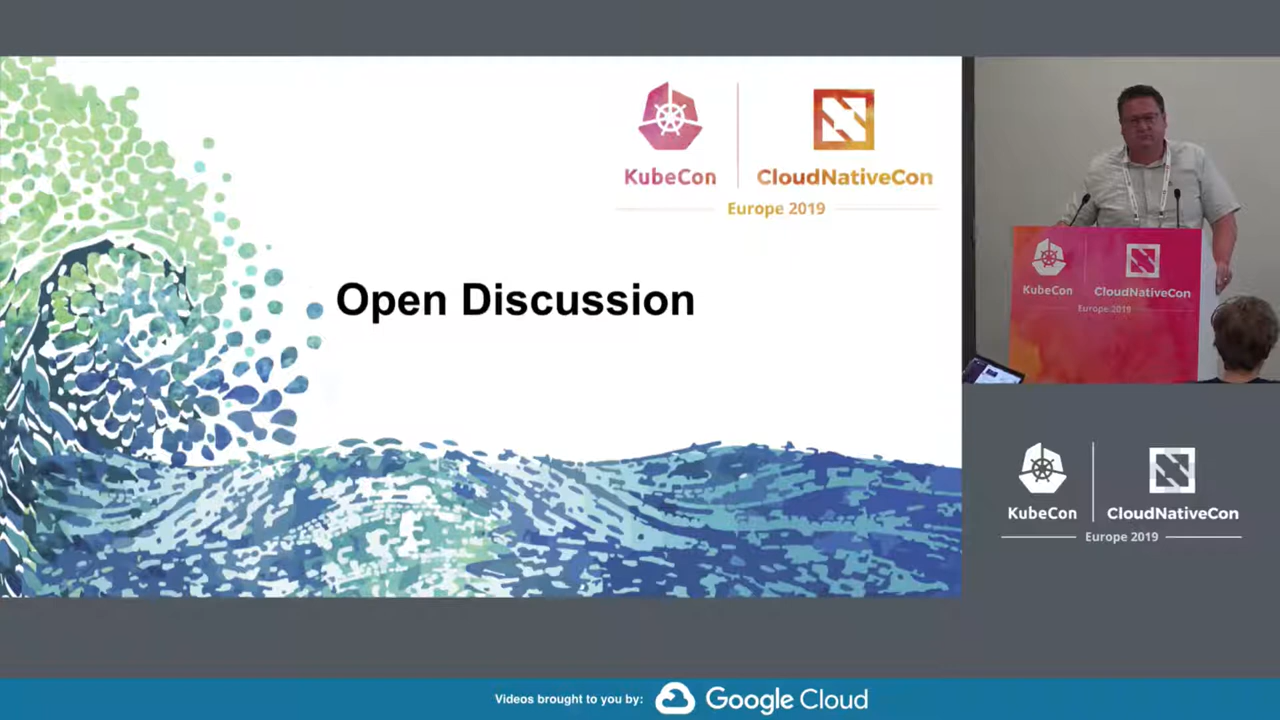 KubeCon
CloudNativeCon
Europe 2019
Open Discussion
KubeCon
CloudNativeCon
Europe 2019
KubeCon
CloudNativeCon
Europe 2019
Videos brought to you by:
Google Cloud